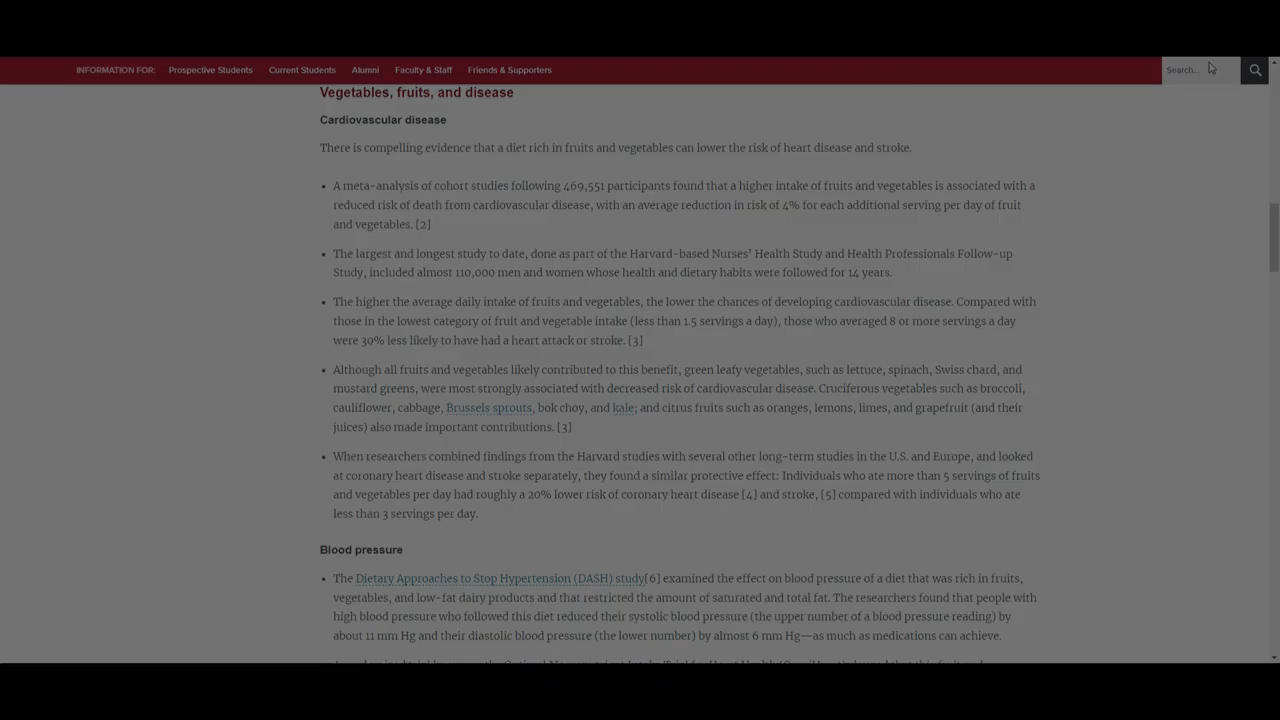 INFORMATION FOR: Prospective Students Current Students Alumni Faculty & Staff Friends & Supporters Search...
Vegetables, fruits, and disease
Cardiovascular disease
There is compelling evidence that a diet rich in fruits and vegetables can lower the risk of heart disease and stroke.
• A meta-analysis of cohort studies following 469,551 participants found that a higher intake of fruits and vegetables is associated with a
reduced risk of death from cardiovascular disease, with an average reduction in risk of 4% for each additional serving per day of fruit
and vegetables. [2]
• The largest and longest study to date, done as part of the Harvard-based Nurses' Health Study and Health Professionals Follow-up
Study, included almost 110,000 men and women whose health and dietary habits were followed for 14 years.
• The higher the average daily intake of fruits and vegetables, the lower the chances of developing cardiovascular disease. Compared with
those in the lowest category of fruit and vegetable intake (less than 1.5 servings a day), those who averaged 8 or more servings a day
were 30% less likely to have had a heart attack or stroke. [3]
• Although all fruits and vegetables likely contributed to this benefit, green leafy vegetables, such as lettuce, spinach, Swiss chard, and
mustard greens, were most strongly associated with decreased risk of cardiovascular disease. Cruciferous vegetables such as broccoli,
cauliflower, cabbage, Brussels sprouts, bok choy, and kale; and citrus fruits such as oranges, lemons, limes, and grapefruit (and their
juices) also made important contributions. [3]
• When researchers combined findings from the Harvard studies with several other long-term studies in the U.S. and Europe, and looked
at coronary heart disease and stroke separately, they found a similar protective effect: Individuals who ate more than 5 servings of fruits
and vegetables per day had roughly a 20% lower risk of coronary heart disease [4] and stroke, [5] compared with individuals who ate
less than 3 servings per day.
Blood pressure
• The Dietary Approaches to Stop Hypertension (DASH) study[6] examined the effect on blood pressure of a diet that was rich in fruits,
vegetables, and low-fat dairy products and that restricted the amount of saturated and total fat. The researchers found that people with
high blood pressure who followed this diet reduced their systolic blood pressure (the upper number of a blood pressure reading) by
about 11 mm Hg and their diastolic blood pressure (the lower number) by almost 6 mm Hg—as much as medications can achieve.